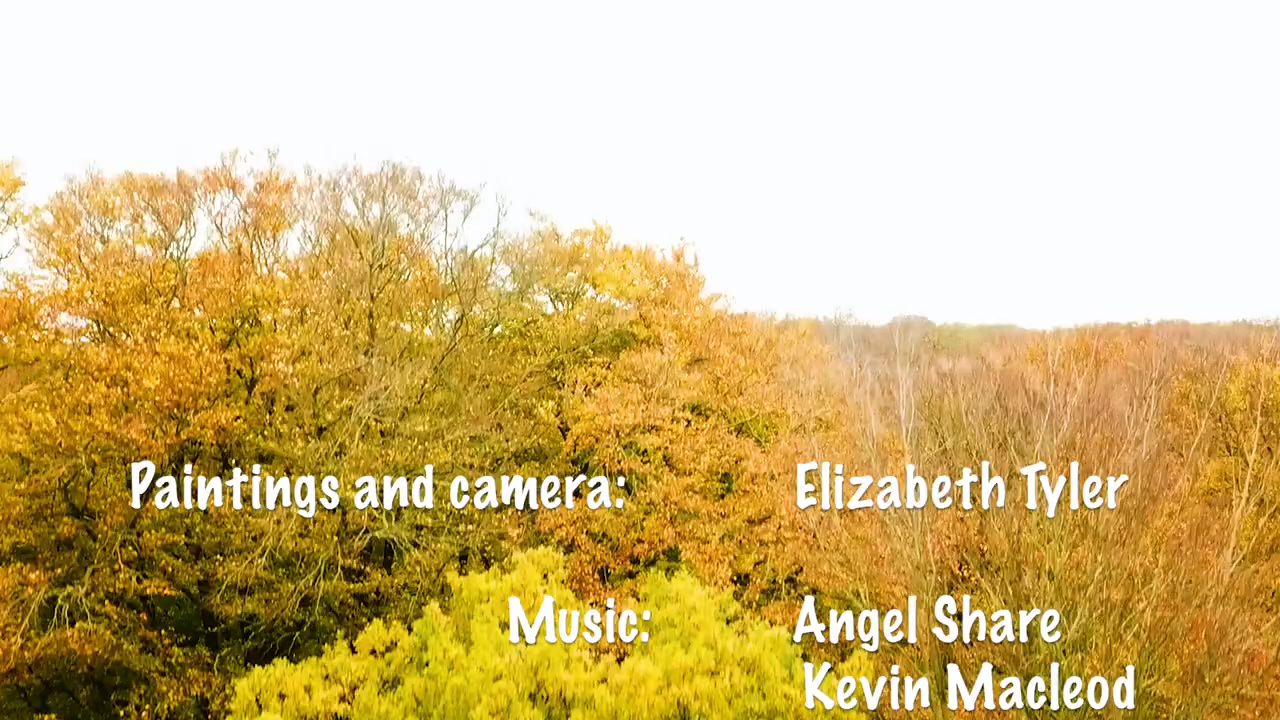 Paintings and camera: Elizabeth Tyler
Music: Angel Share
Kevin Macleod